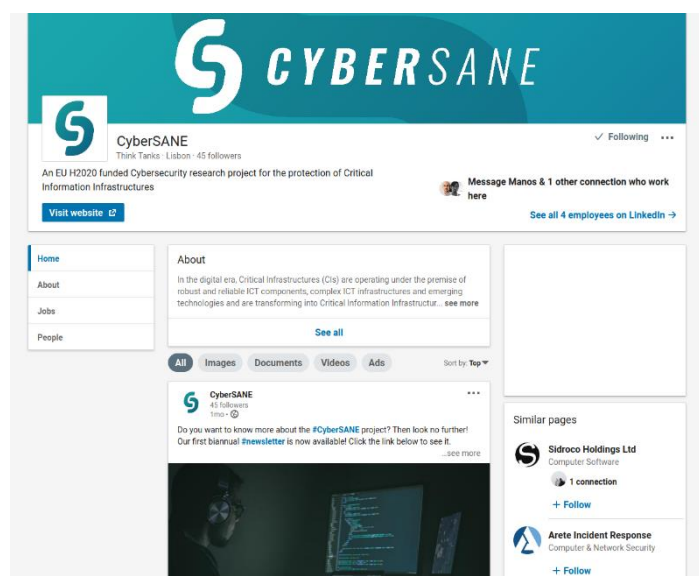 CYBERSANE
CyberSANE
Think Tanks · Lisbon · 45 followers
✓ Following ...
An EU H2020 funded Cybersecurity research project for the protection of Critical
Information Infrastructures
Message Manos & 1 other connection who work
here
Visit website
See all 4 employees on LinkedIn →
Home
About
Jobs
People
About
In the digital era, Critical Infrastructures (CIs) are operating under the premise of
robust and reliable ICT components, complex ICT infrastructures and emerging
technologies and are transforming into Critical Information Infrastructur... see more
See all
All Images Documents Videos Ads
Sort by: Top
CyberSANE
45 followers
1mo •
Do you want to know more about the #CyberSANE project? Then look no further!
Our first biannual #newsletter is now available! Click the link below to see it.
...see more
Similar pages
Sidroco Holdings Ltd
Computer Software
1 connection
+ Follow
Arete Incident Response
Computer & Network Security
+ Follow